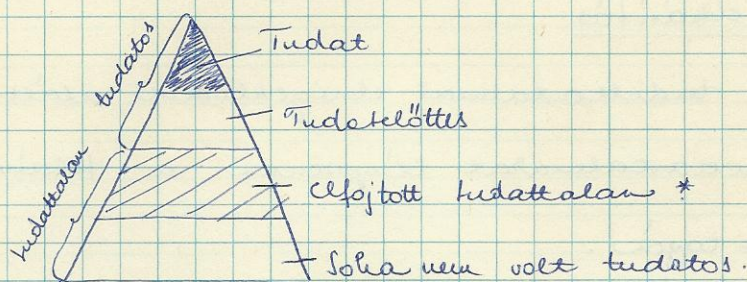 tudatos
Tudat
Tudatelőttes
tudattalan
elfojtott tudattalan *
Soha nem volt tudatos.